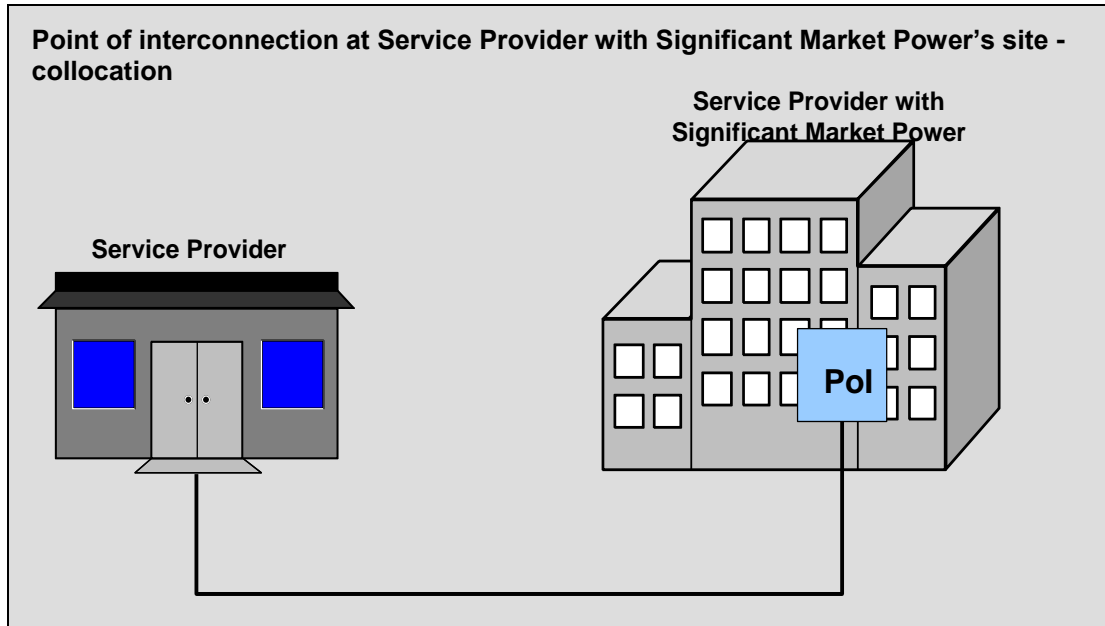 Point of interconnection at Service Provider with Significant Market Power's site -
collocation
Service Provider with
Significant Market Power
Service Provider
PoI